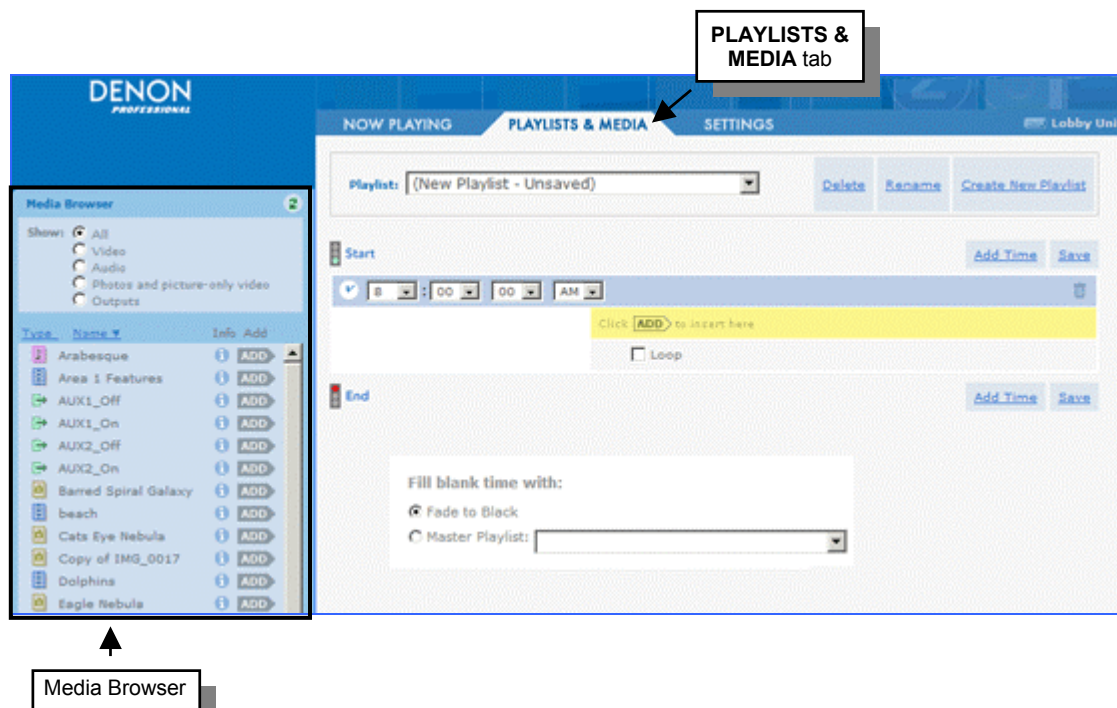 PLAYLISTS &
MEDIA tab
DENON
PROFESSIONAL
NOW PLAYING PLAYLISTS & MEDIA SETTINGS Lobby Uni
Playlist: (New Playlist - Unsaved) Delete Rename Create New Playlist
Media Browser 2
Show: All
Video
Audio
Photos and picture-only video
Outputs
Start Add Time Save
8 : 00 00 AM
Click ADD to insert here
Loop
End Add Time Save
Type Name Info Add
Arabesque i ADD
Area 1 Features i ADD
AUX1_Off i ADD
AUX1_On i ADD
AUX2_Off i ADD
AUX2_On i ADD
Barred Spiral Galaxy i ADD
beach i ADD
Cats Eye Nebula i ADD
Copy of IMG_0017 i ADD
Dolphins i ADD
Eagle Nebula i ADD
Fill blank time with:
Fade to Black
Master Playlist:
Media Browser